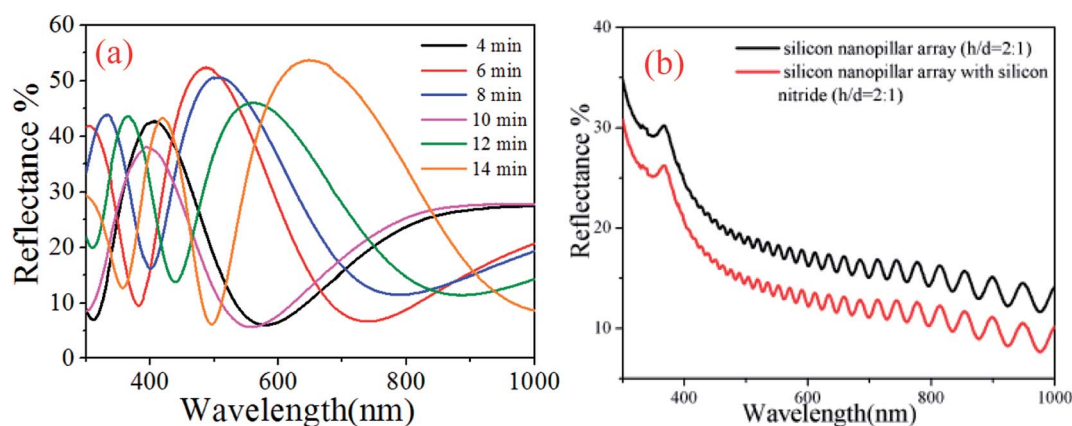 (a)
60
50
40
30
20
10
0
Reflectance %
4 min
6 min
8 min
10 min
12 min
14 min
400
600
800
1000
Wavelength(nm)
(b)
40
30
20
10
Reflectance %
silicon nanopillar array (h/d=2:1)
silicon nanopillar array with silicon
nitride (h/d=2:1)
400
600
800
1000
Wavelength(nm)